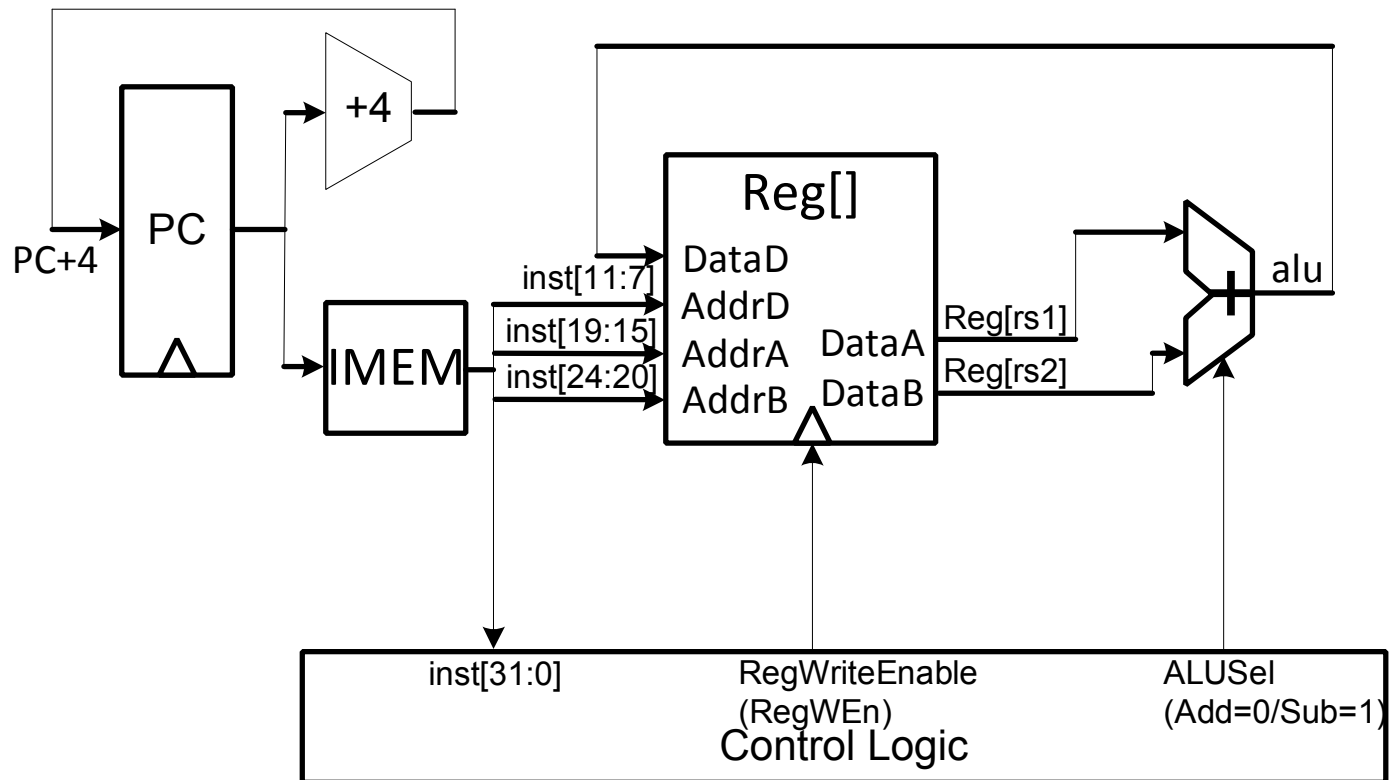 +4
PC
PC+4
IMEM
inst[11:7]
inst[19:15]
inst[24:20]
Reg[]
DataD
AddrD
AddrA
AddrB
DataA
DataB
Reg[rs1]
Reg[rs2]
+
alu
inst[31:0]
RegWriteEnable
(RegWEn)
ALUSel
(Add=0/Sub=1)
Control Logic